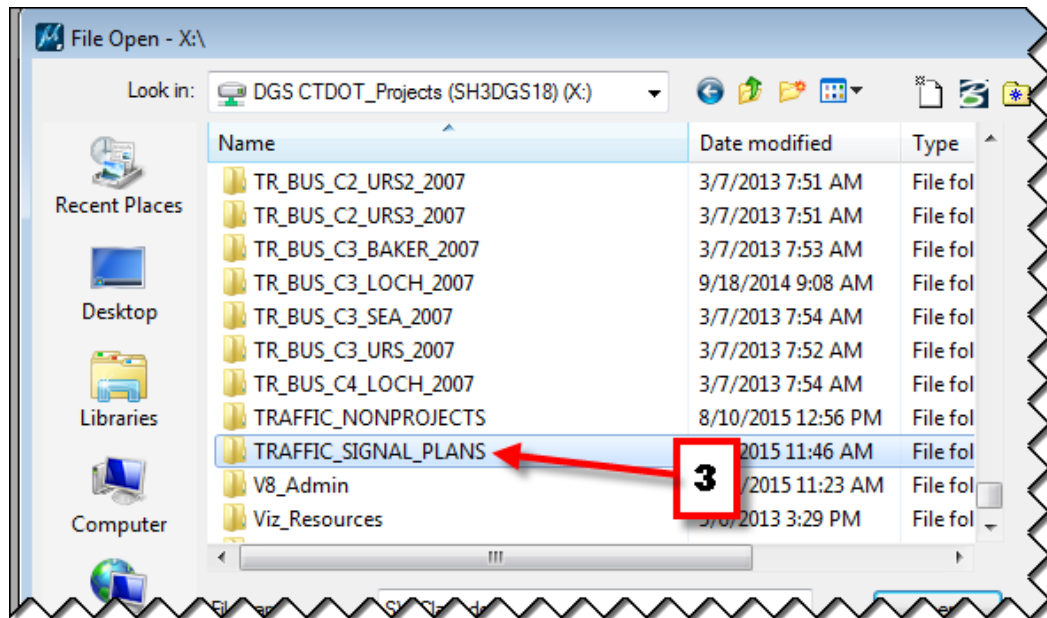 File Open - X:\
Look in: DGS CTDOT_Projects (SH3DGS18) (X:)
Name Date modified Type
TR_BUS_C2_URS2_2007 3/7/2013 7:51 AM File fol
TR_BUS_C2_URS3_2007 3/7/2013 7:51 AM File fol
Recent Places
TR_BUS_C3_BAKER_2007 3/7/2013 7:53 AM File fol
TR_BUS_C3_LOCH_2007 9/18/2014 9:08 AM File fol
Desktop TR_BUS_C3_SEA_2007 3/7/2013 7:54 AM File fol
TR_BUS_C3_URS_2007 3/7/2013 7:52 AM File fol
TR_BUS_C4_LOCH_2007 3/7/2013 7:54 AM File fol
Libraries TRAFFIC_NONPROJECTS 8/10/2015 12:56 PM File fol
TRAFFIC_SIGNAL_PLANS 2015 11:46 AM File fol
3
V8_Admin /2015 11:23 AM File fol
Computer Viz_Resources 2013 3:29 PM File fol